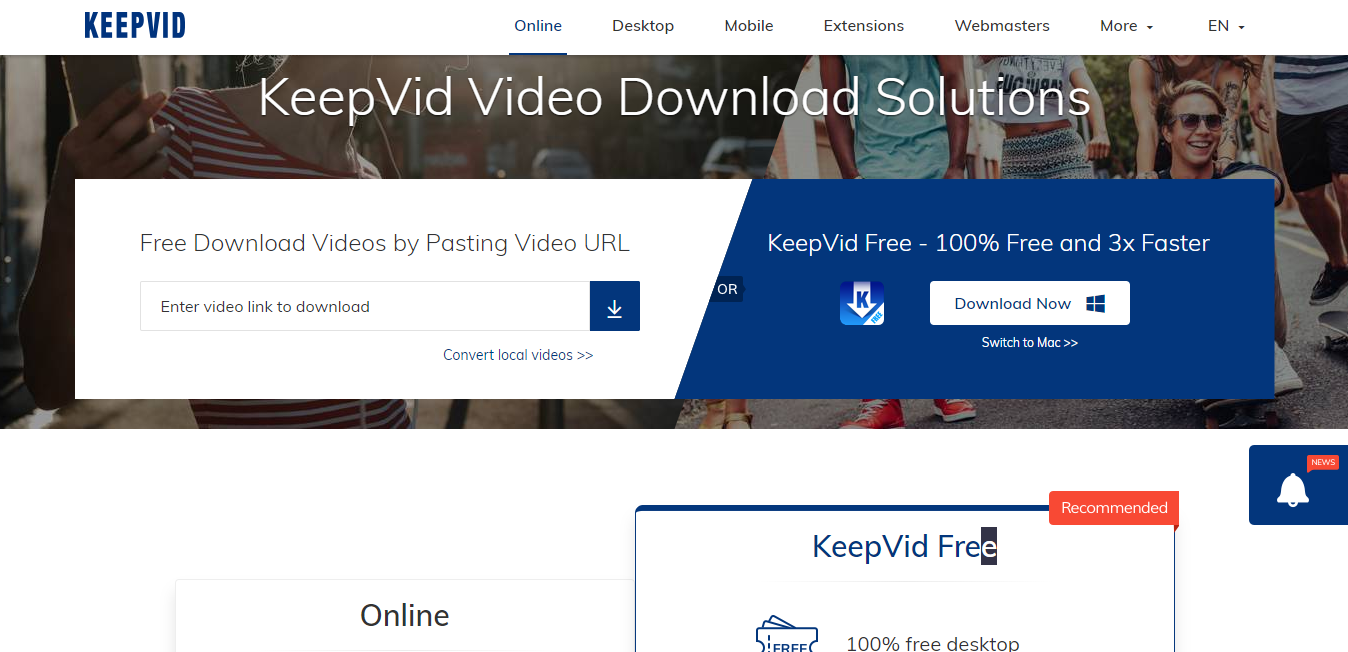 KEEPVID
Online
Desktop
Mobile
Extensions
Webmasters
More
EN
KeepVid Video Download Solutions
Free Download Videos by Pasting Video URL
Enter video link to download
Convert local videos >>
OR
KeepVid Free - 100% Free and 3x Faster
K
FREE
Download Now
Switch to Mac >>
NEWS
Recommended
KeepVid Free
Online
FREE
100% free desktop